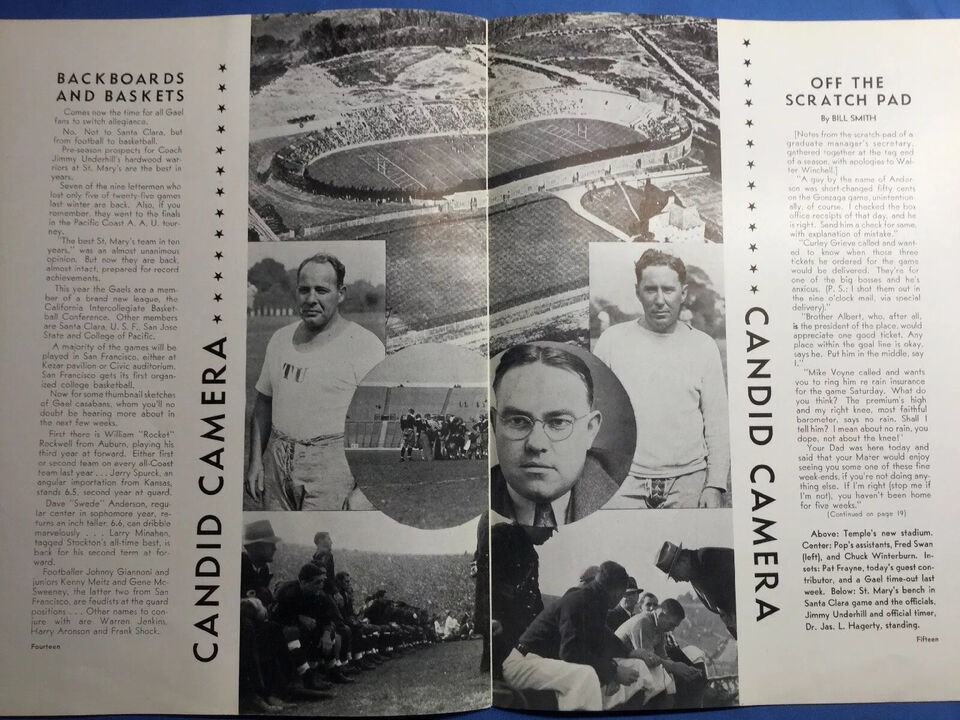 BACKBOARDS
AND BASKETS
Comes now the time for all Gael
fans to switch allegiance.
No. Not to Santa Clara, but
from football to basketball.
Pre-season prospects for Coach
Jimmy Underhill's hardwood war-
riors at St. Mary's are the best in
years.
Seven of the nine lettermen who
lost only five of twenty-five games
last winter are back. Also, if you
remember, they went to the finals
in the Pacific Coast A. A. U. tour-
ney.
"The best St. Mary's team in ten
years," was an almost unanimous
opinion. But now they are back,
almost intact, prepared for record
achievements.
This year the Gaels are a mem-
ber of a brand new league, the
California Intercollegiate Basket-
ball Conference. Other members
are Santa Clara, U. S. F., San Jose
State and College of Pacific.
A majority of the games will be
played in San Francisco, either at
Kezar pavilion or Civic auditorium.
San Francisco gets its first organ-
ized college basketball.
Now for some thumbnail sketches
of Gael casabans, whom you'll no
doubt be hearing more about in
the next few weeks.
First there is William "Rocket"
Rockwell from Auburn, playing his
third year at forward. Either first
or second team on every all-Coast
team last year . . . Jerry Spurck, an
angular importation from Kansas,
stands 6.5, second year at guard.
Dave "Swede" Anderson, regu-
lar center in sophomore year, re-
turns an inch taller, 6.6, can dribble
marvelously . . . Larry Minahen,
tagged Stockton's all-time best, is
back for his second term at for-
ward.
Footballer Johnny Giannoni and
juniors Kenny Meitz and Gene Mc-
Sweeney, the latter two from San
Francisco, are feudists at the guard
positions . . . Other names to con-
jure with are Warren Jenkins,
Harry Aronson and Frank Shock.
Fourteen
CANDID CAMERA
TU
CANDID CAMERA
OFF THE
SCRATCH PAD
By BILL SMITH
[Notes from the scratch-pad of a
graduate manager's secretary,
gathered together at the tag end
of a season, with apologies to Wal-
ter Winchell.]
"A guy by the name of Ander-
son was short-changed fifty cents
on the Gonzaga game, unintention-
ally, of course. I checked the box
office receipts of that day, and he
is right. Send him a check for same,
with explanation of mistake."
"Curley Grieve called and want-
ed to know when those three
tickets he ordered for the game
would be delivered. They're for
one of the big bosses and he's
anxious. (P. S.: I shot them out in
the nine o'clock mail, via special
delivery)."
"Brother Albert, who, after all,
is the president of the place, would
appreciate one good ticket. Any
place within the goal line is okay,
says he. Put him in the middle, say
I."
"Mike Voyne called and wants
you to ring him re rain insurance
for the game Saturday. What do
you think? The premium's high
and my right knee, most faithful
barometer, says no rain. Shall I
tell him? I mean about no rain, you
dope, not about the knee!"
"Your Dad was here today and
said that your Mater would enjoy
seeing you some one of these fine
week-ends, if you're not doing any-
thing else. If I'm right (stop me if
I'm not), you haven't been home
for five weeks."
(Continued on page 19)
Above: Temple's new stadium.
Center: Pop's assistants, Fred Swan
(left), and Chuck Winterburn. In-
sets: Pat Frayne, today's guest con-
tributor, and a Gael time-out last
week. Below: St. Mary's bench in
Santa Clara game and the officials,
Jimmy Underhill and official timer,
Dr. Jas. L. Hagerty, standing.
Fifteen